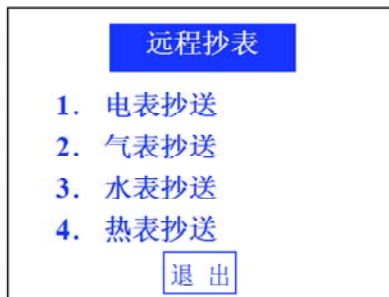 远程抄表
1. 电表抄送
2. 气表抄送
3. 水表抄送
4. 热表抄送
退 出